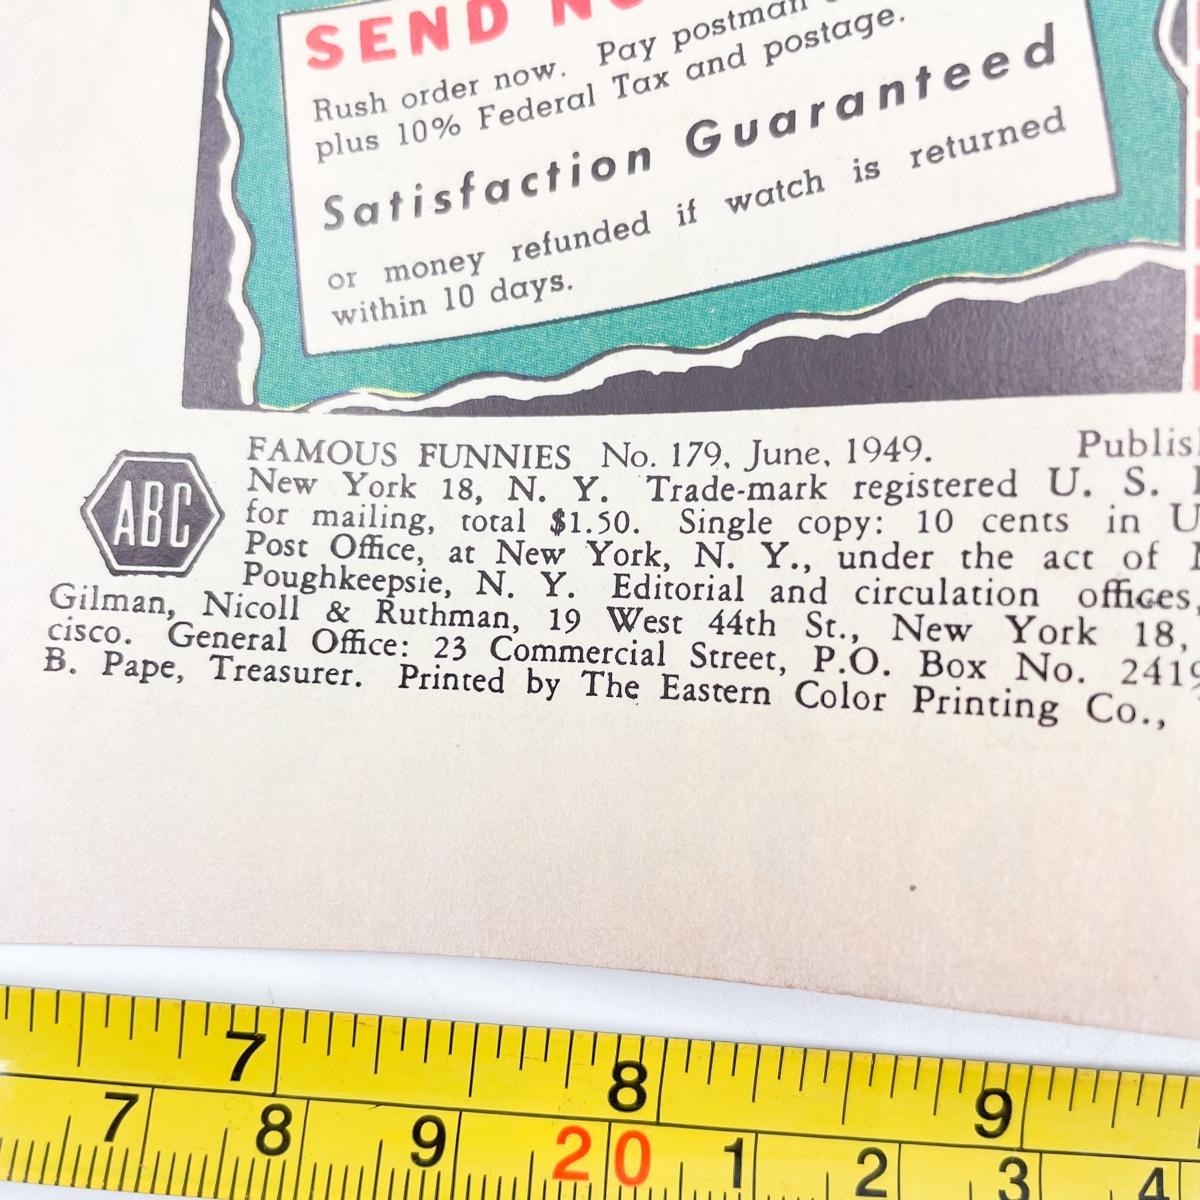 SEND
Rush order now. Pay postman
plus 10% Federal Tax and postage.
Satisfaction Guaranteed
or money refunded if watch is returned
within 10 days.
ABC
FAMOUS FUNNIES No. 179, June, 1949. Publis
New York 18, N. Y. Trade-mark registered U. S.
for mailing, total $1.50. Single copy: 10 cents in U
Post Office, at New York, N. Y., under the act of
Poughkeepsie, N. Y. Editorial and circulation offices,
Gilman, Nicoll & Ruthman, 19 West 44th St., New York 18,
cisco. General Office: 23 Commercial Street, P.O. Box No. 2419
B. Pape, Treasurer. Printed by The Eastern Color Printing Co.,
7 8 9
7 8 9 20 1 2 3 4